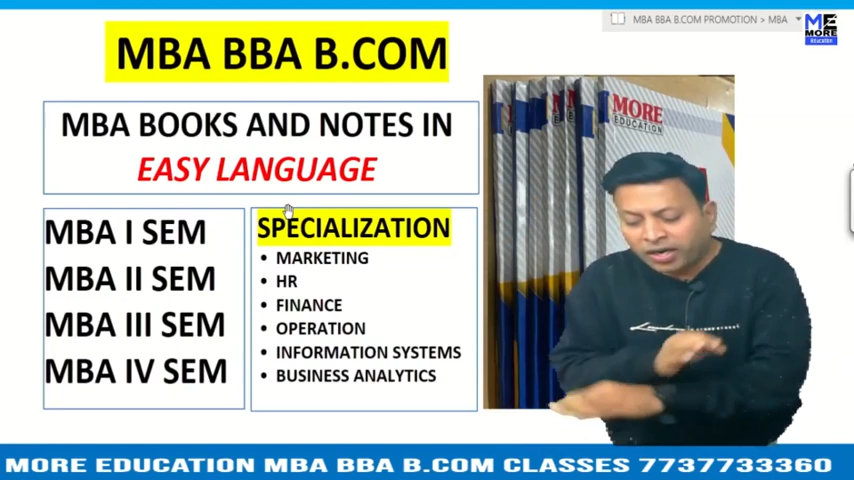 MBA BBA B.COM PROMOTION > MBA
ME
MORE
Education
MBA BBA B.COM
MBA BOOKS AND NOTES IN
EASY LANGUAGE
MORE
EDUCATION
MBA I SEM
MBA II SEM
MBA III SEM
MBA IV SEM
SPECIALIZATION
• MARKETING
• HR
• FINANCE
• OPERATION
• INFORMATION SYSTEMS
• BUSINESS ANALYTICS
MORE EDUCATION MBA BBA B.COM CLASSES 7737733360